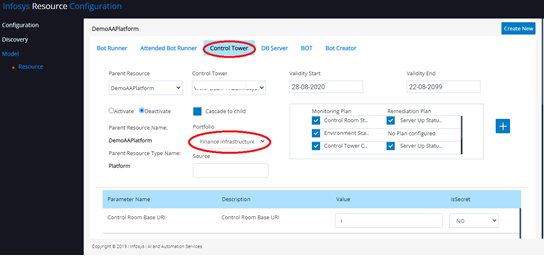 Infosys Resource Configuration
Configuration
Discovery
Model
Resource
DemoAAPlatform
Create New
Bot Runner Attended Bot Runner Control Tower DB Server BOT Bot Creator
Parent Resource Control Tower Validity Start Validity End
DemoAAPlatform 28-08-2020 22-08-2099
Activate Deactivate Cascade to child
Monitoring Plan Remediation Plan
Control Room St... Server Up Statu...
Environment Sca... No Plan configured
Control Tower C... Server Up Statu...
Parent Resource Name: Portfolio
DemoAAPlatform Finance Infrastructure
Parent Resource Type Name: Source
Platform
Parameter Name Description Value IsSecret
Control Room Base URI Control Room Base URI NO
Copyright © 2019 | Infosys | AI and Automation Services